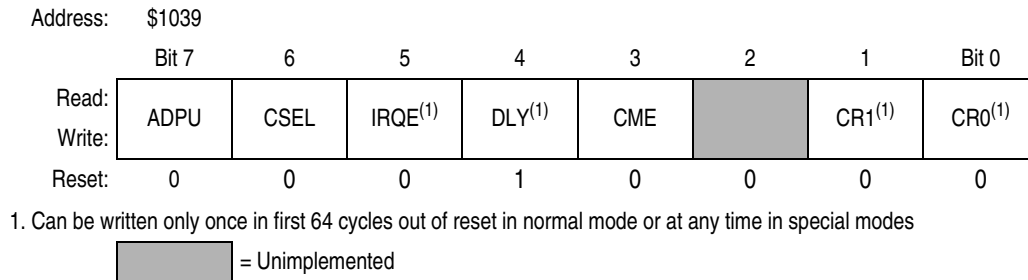 Address: $1039
Bit 7 6 5 4 3 2 1 Bit 0
Read:
ADPU CSEL IRQE(1) DLY(1) CME CR1(1) CR0(1)
Write:
Reset: 0 0 0 1 0 0 0 0
1. Can be written only once in first 64 cycles out of reset in normal mode or at any time in special modes
= Unimplemented